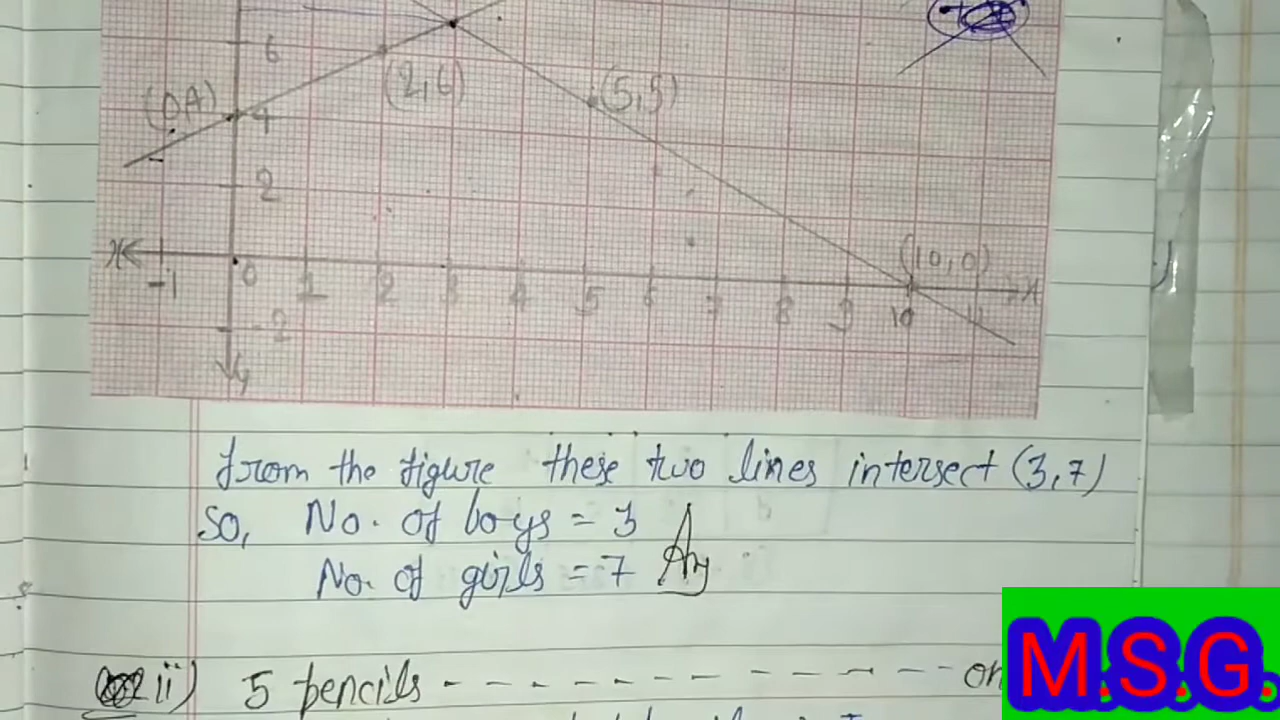 6
(2,6)
(5,5)
(0,4)
4
2
(10,0)
X
-1
0
1
2
3
4
5
6
7
8
9
10
11
X
-2
y
from the figure these two lines intersect (3,7)
so, No. of boys = 3
No. of girls = 7 Ans
ii) 5 pencils - - - - - - - - - on
M.S.G.